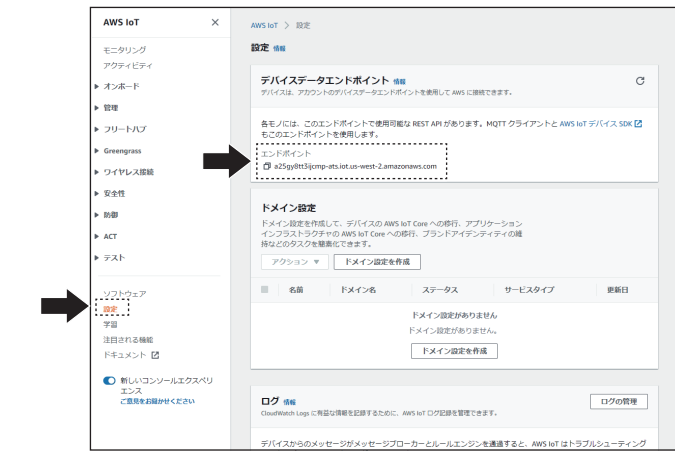 AWS IoT ×
モニタリング
アクティビティ
オンボード
管理
フリートハブ
Greengrass
ワイヤレス接続
安全性
防御
ACT
テスト
ソフトウェア
設定
学習
注目される機能
ドキュメント
新しいコンソールエクスペリ
エンス
ご意見をお聞かせください
AWS IoT > 設定
設定 情報
デバイスデータエンドポイント 情報
デバイスは、アカウントのデバイスデータエンドポイントを使用して AWS に接続できます。
各モノには、このエンドポイントで使用可能な REST API があります。MQTT クライアントと AWS IoT デバイス SDK
もこのエンドポイントを使用します。
エンドポイント
a25gy8tt3ijcmp-ats.iot.us-west-2.amazonaws.com
ドメイン設定
ドメイン設定を作成して、デバイスの AWS IoT Core への移行、アプリケーション
インフラストラクチャの AWS IoT Core への移行、ブランドアイデンティティの維
持などのタスクを簡素化できます。
アクション ▼ ドメイン設定を作成
名前 ドメイン名 ステータス サービスタイプ 更新日
ドメイン設定がありません
ドメイン設定がありません。
ドメイン設定を作成
ログ 情報 ログの管理
CloudWatch Logs に有益な情報を記録するために、AWS IoT ログ記録を管理できます。
デバイスからのメッセージがメッセージブローカーとルールエンジンを通過すると、AWS IoT はトラブルシューティング